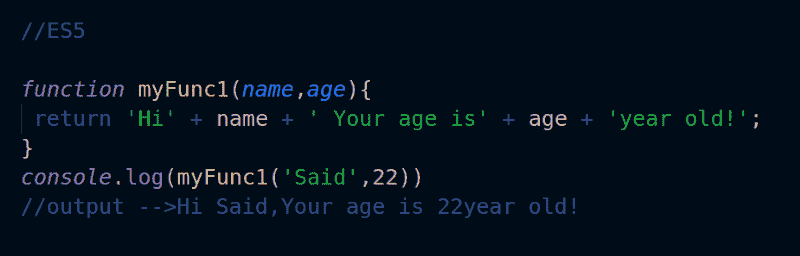 //ES5
function myFunc1(name,age){
return 'Hi' + name + ' Your age is' + age + 'year old!';
}
console.log(myFunc1('Said',22))
//output -->Hi Said,Your age is 22year old!